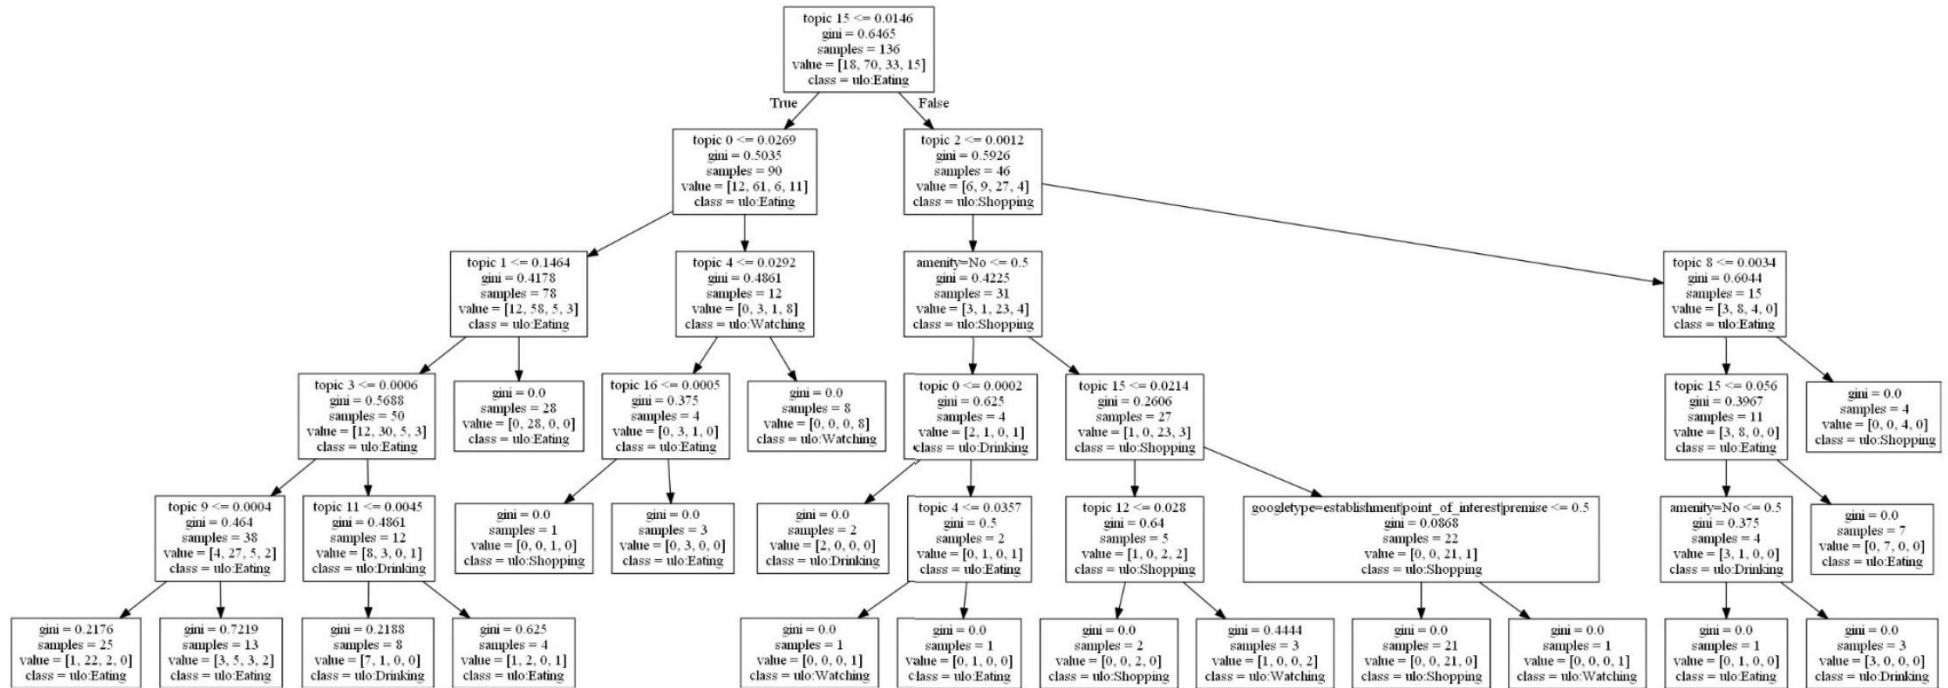 topic 15 <= 0.0146
gini = 0.6465
samples = 136
value = [18, 70, 33, 15]
class = ulo:Eating
True
False
topic 0 <= 0.0269
gini = 0.5035
samples = 90
value = [12, 61, 6, 11]
class = ulo:Eating
topic 2 <= 0.0012
gini = 0.5926
samples = 46
value = [6, 9, 27, 4]
class = ulo:Shopping
topic 1 <= 0.1464
gini = 0.4178
samples = 78
value = [12, 58, 5, 3]
class = ulo:Eating
topic 4 <= 0.0292
gini = 0.4861
samples = 12
value = [0, 3, 1, 8]
class = ulo:Watching
amenity=No <= 0.5
gini = 0.4225
samples = 31
value = [3, 1, 23, 4]
class = ulo:Shopping
topic 8 <= 0.0034
gini = 0.6044
samples = 15
value = [3, 8, 4, 0]
class = ulo:Eating
topic 3 <= 0.0006
gini = 0.5688
samples = 50
value = [12, 30, 5, 3]
class = ulo:Eating
gini = 0.0
samples = 28
value = [0, 28, 0, 0]
class = ulo:Eating
topic 16 <= 0.0005
gini = 0.375
samples = 4
value = [0, 3, 1, 0]
class = ulo:Eating
gini = 0.0
samples = 8
value = [0, 0, 0, 8]
class = ulo:Watching
topic 0 <= 0.0002
gini = 0.625
samples = 4
value = [2, 1, 0, 1]
class = ulo:Drinking
topic 15 <= 0.0214
gini = 0.2606
samples = 27
value = [1, 0, 23, 3]
class = ulo:Shopping
topic 15 <= 0.056
gini = 0.3967
samples = 11
value = [3, 8, 0, 0]
class = ulo:Eating
gini = 0.0
samples = 4
value = [0, 0, 4, 0]
class = ulo:Shopping
topic 9 <= 0.0004
gini = 0.464
samples = 38
value = [4, 27, 5, 2]
class = ulo:Eating
topic 11 <= 0.0045
gini = 0.4861
samples = 12
value = [8, 3, 0, 1]
class = ulo:Drinking
gini = 0.0
samples = 1
value = [0, 0, 1, 0]
class = ulo:Shopping
gini = 0.0
samples = 3
value = [0, 3, 0, 0]
class = ulo:Eating
gini = 0.0
samples = 2
value = [2, 0, 0, 0]
class = ulo:Drinking
topic 4 <= 0.0357
gini = 0.5
samples = 2
value = [0, 1, 0, 1]
class = ulo:Eating
topic 12 <= 0.028
gini = 0.64
samples = 5
value = [1, 0, 2, 2]
class = ulo:Shopping
googletype=establishment|point_of_interest|premise <= 0.5
gini = 0.0868
samples = 22
value = [0, 0, 21, 1]
class = ulo:Shopping
amenity=No <= 0.5
gini = 0.375
samples = 4
value = [3, 1, 0, 0]
class = ulo:Drinking
gini = 0.0
samples = 7
value = [0, 7, 0, 0]
class = ulo:Eating
gini = 0.2176
samples = 25
value = [1, 22, 2, 0]
class = ulo:Eating
gini = 0.7219
samples = 13
value = [3, 5, 3, 2]
class = ulo:Eating
gini = 0.2188
samples = 8
value = [7, 1, 0, 0]
class = ulo:Drinking
gini = 0.625
samples = 4
value = [1, 2, 0, 1]
class = ulo:Eating
gini = 0.0
samples = 1
value = [0, 0, 0, 1]
class = ulo:Watching
gini = 0.0
samples = 1
value = [0, 1, 0, 0]
class = ulo:Eating
gini = 0.0
samples = 2
value = [0, 0, 2, 0]
class = ulo:Shopping
gini = 0.4444
samples = 3
value = [1, 0, 0, 2]
class = ulo:Watching
gini = 0.0
samples = 21
value = [0, 0, 21, 0]
class = ulo:Shopping
gini = 0.0
samples = 1
value = [0, 0, 0, 1]
class = ulo:Watching
gini = 0.0
samples = 1
value = [0, 1, 0, 0]
class = ulo:Eating
gini = 0.0
samples = 3
value = [3, 0, 0, 0]
class = ulo:Drinking